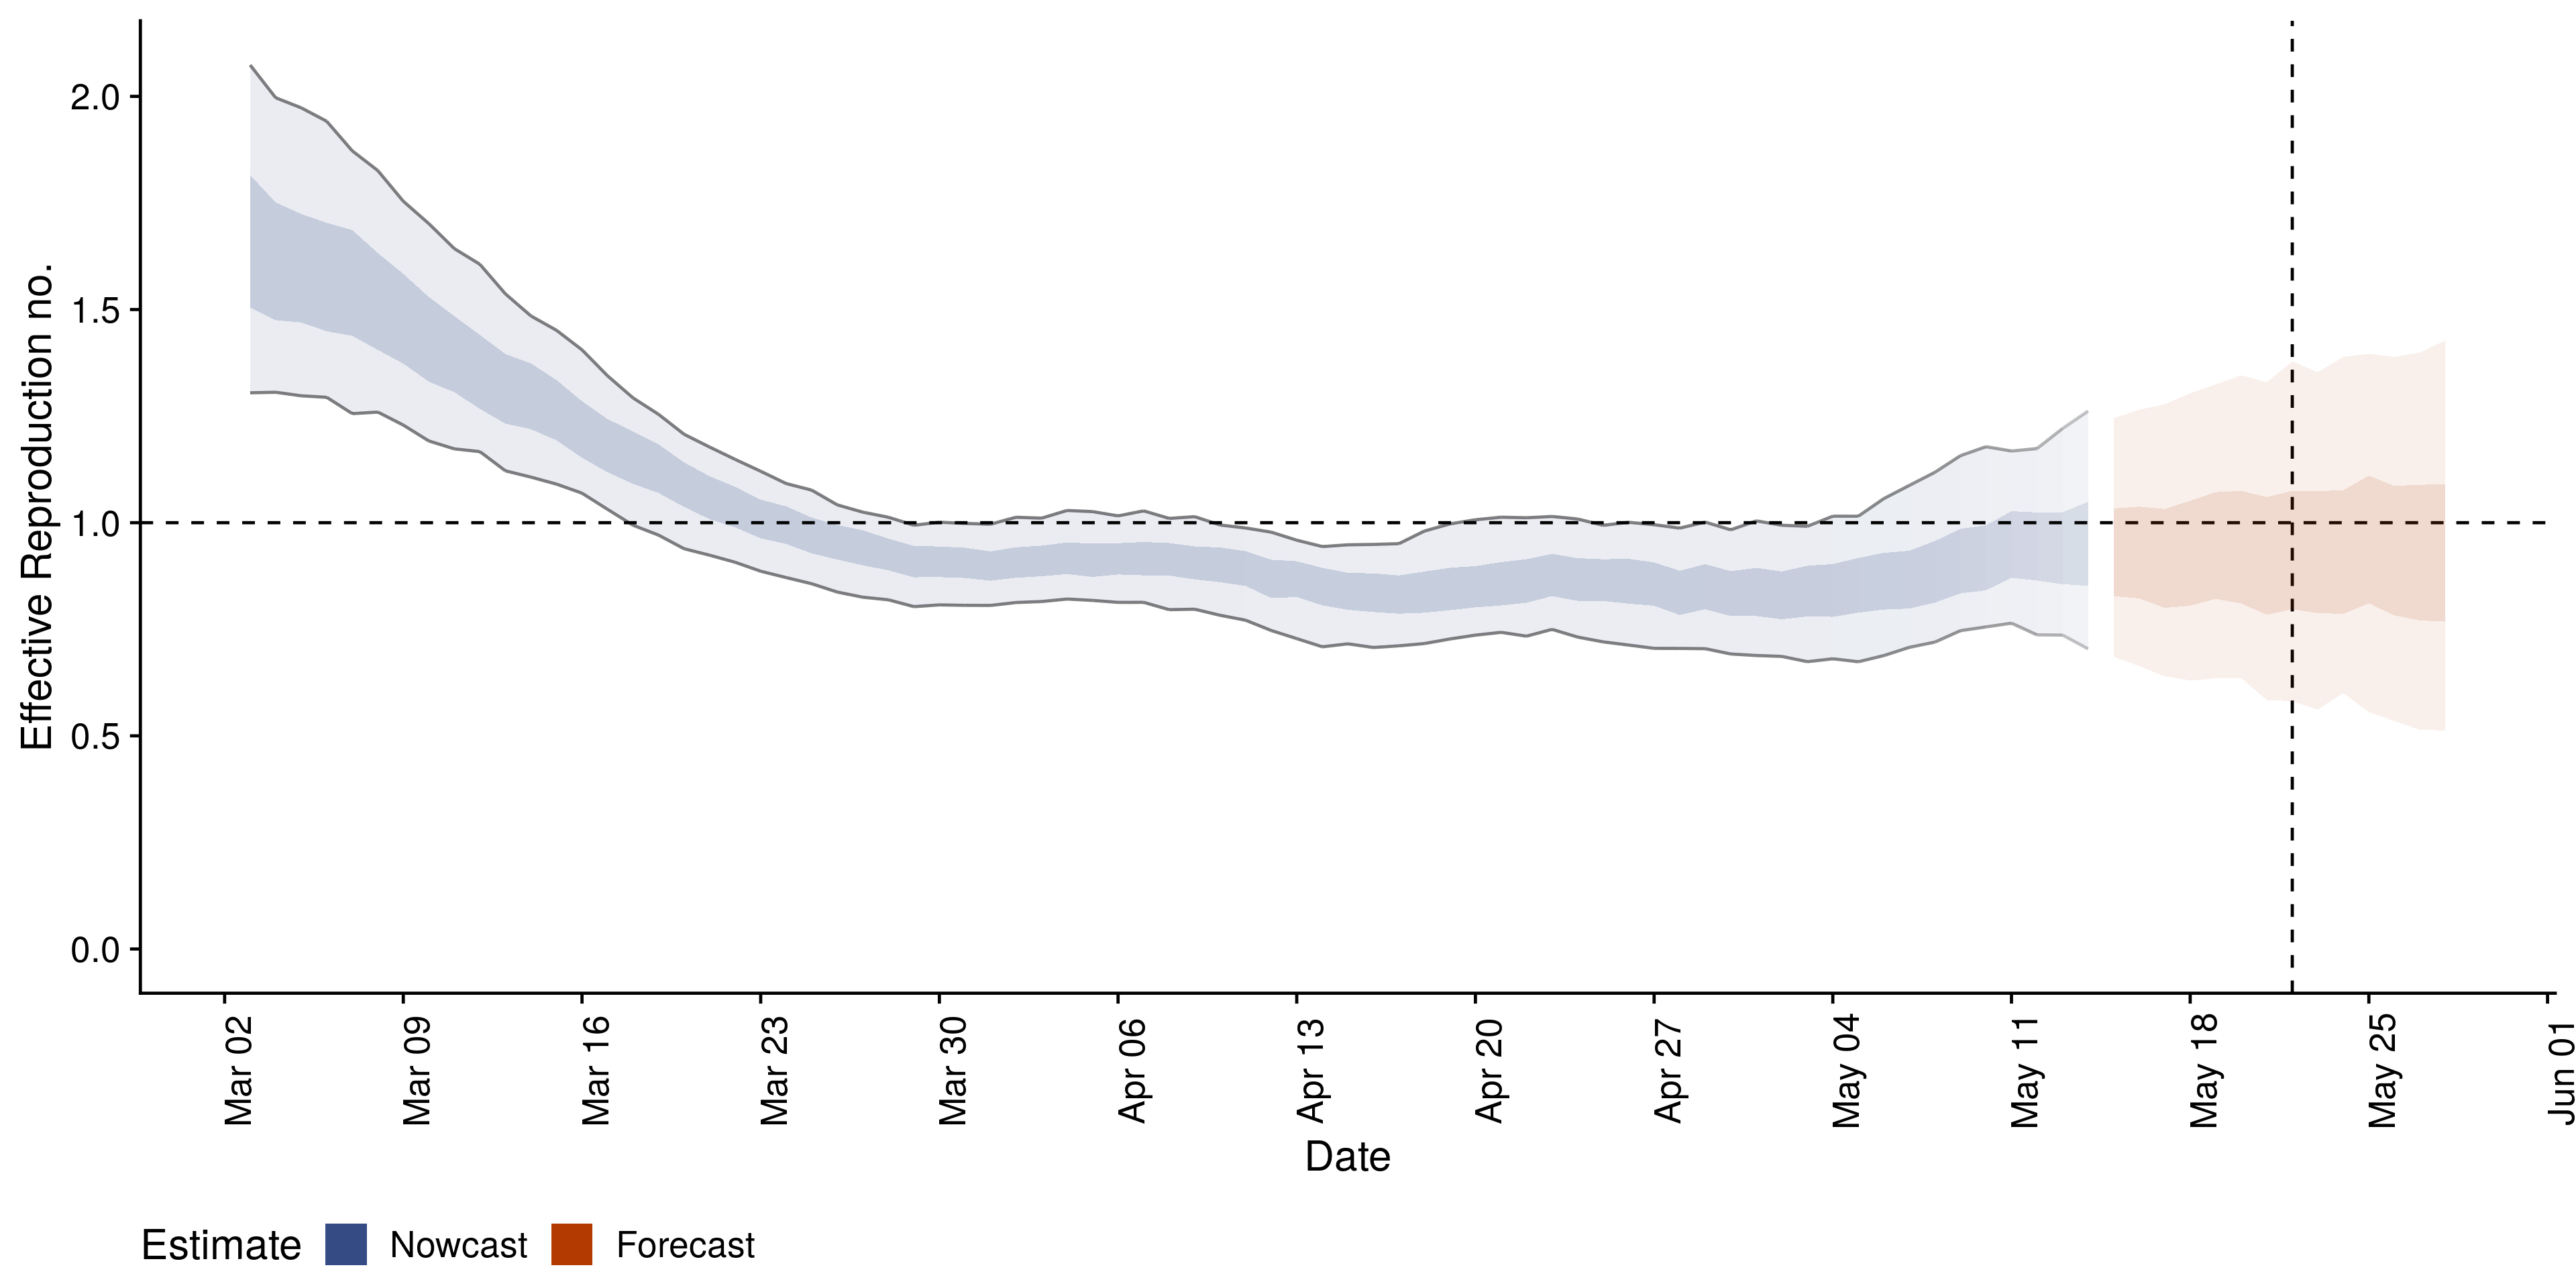 Effective Reproduction no.
2.0
1.5
1.0
0.5
0.0
Mar 02
Mar 09
Mar 16
Mar 23
Mar 30
Apr 06
Apr 13
Apr 20
Apr 27
May 04
May 11
May 18
May 25
Jun 01
Date
Estimate Nowcast Forecast